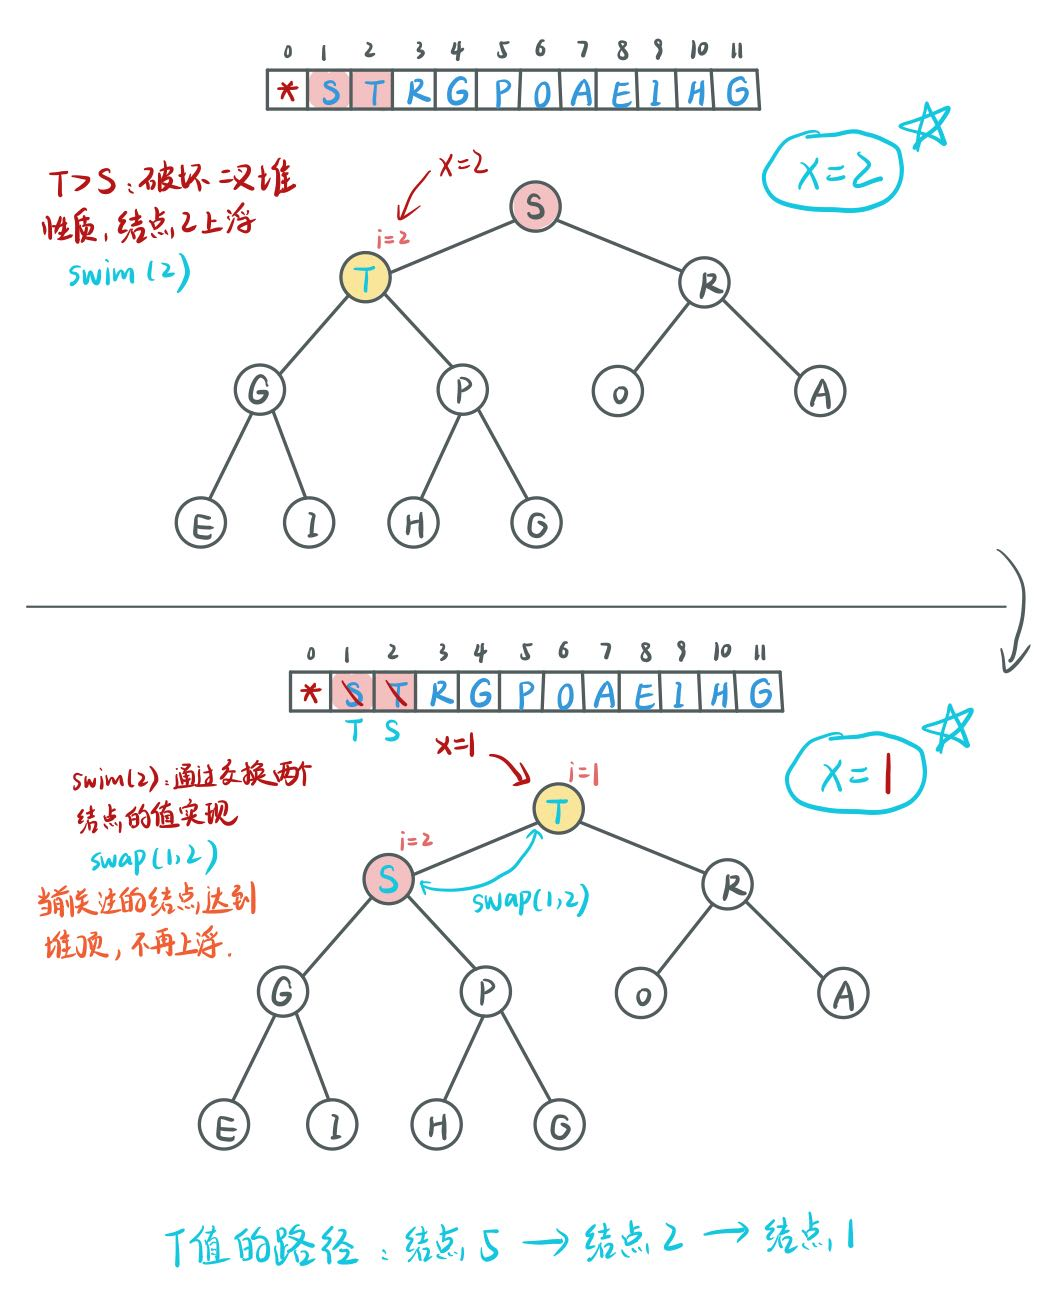 0 1 2 3 4 5 6 7 8 9 10 11
* S T R G P O A E I H G
x=2
T>S:破坏二叉堆
性质,结点2上浮
swim(2)
x=2
i=2
S
T
R
G
P
O
A
E
I
H
G
0 1 2 3 4 5 6 7 8 9 10 11
* S T R G P O A E I H G
T S
x=1
x=1
swim(2):通过交换两个
结点的值实现
swap(1,2)
当前关注的结点达到
堆顶,不再上浮.
i=1
T
i=2
S
swap(1,2)
R
G
P
O
A
E
I
H
G
T值的路径:结点5→结点2→结点1